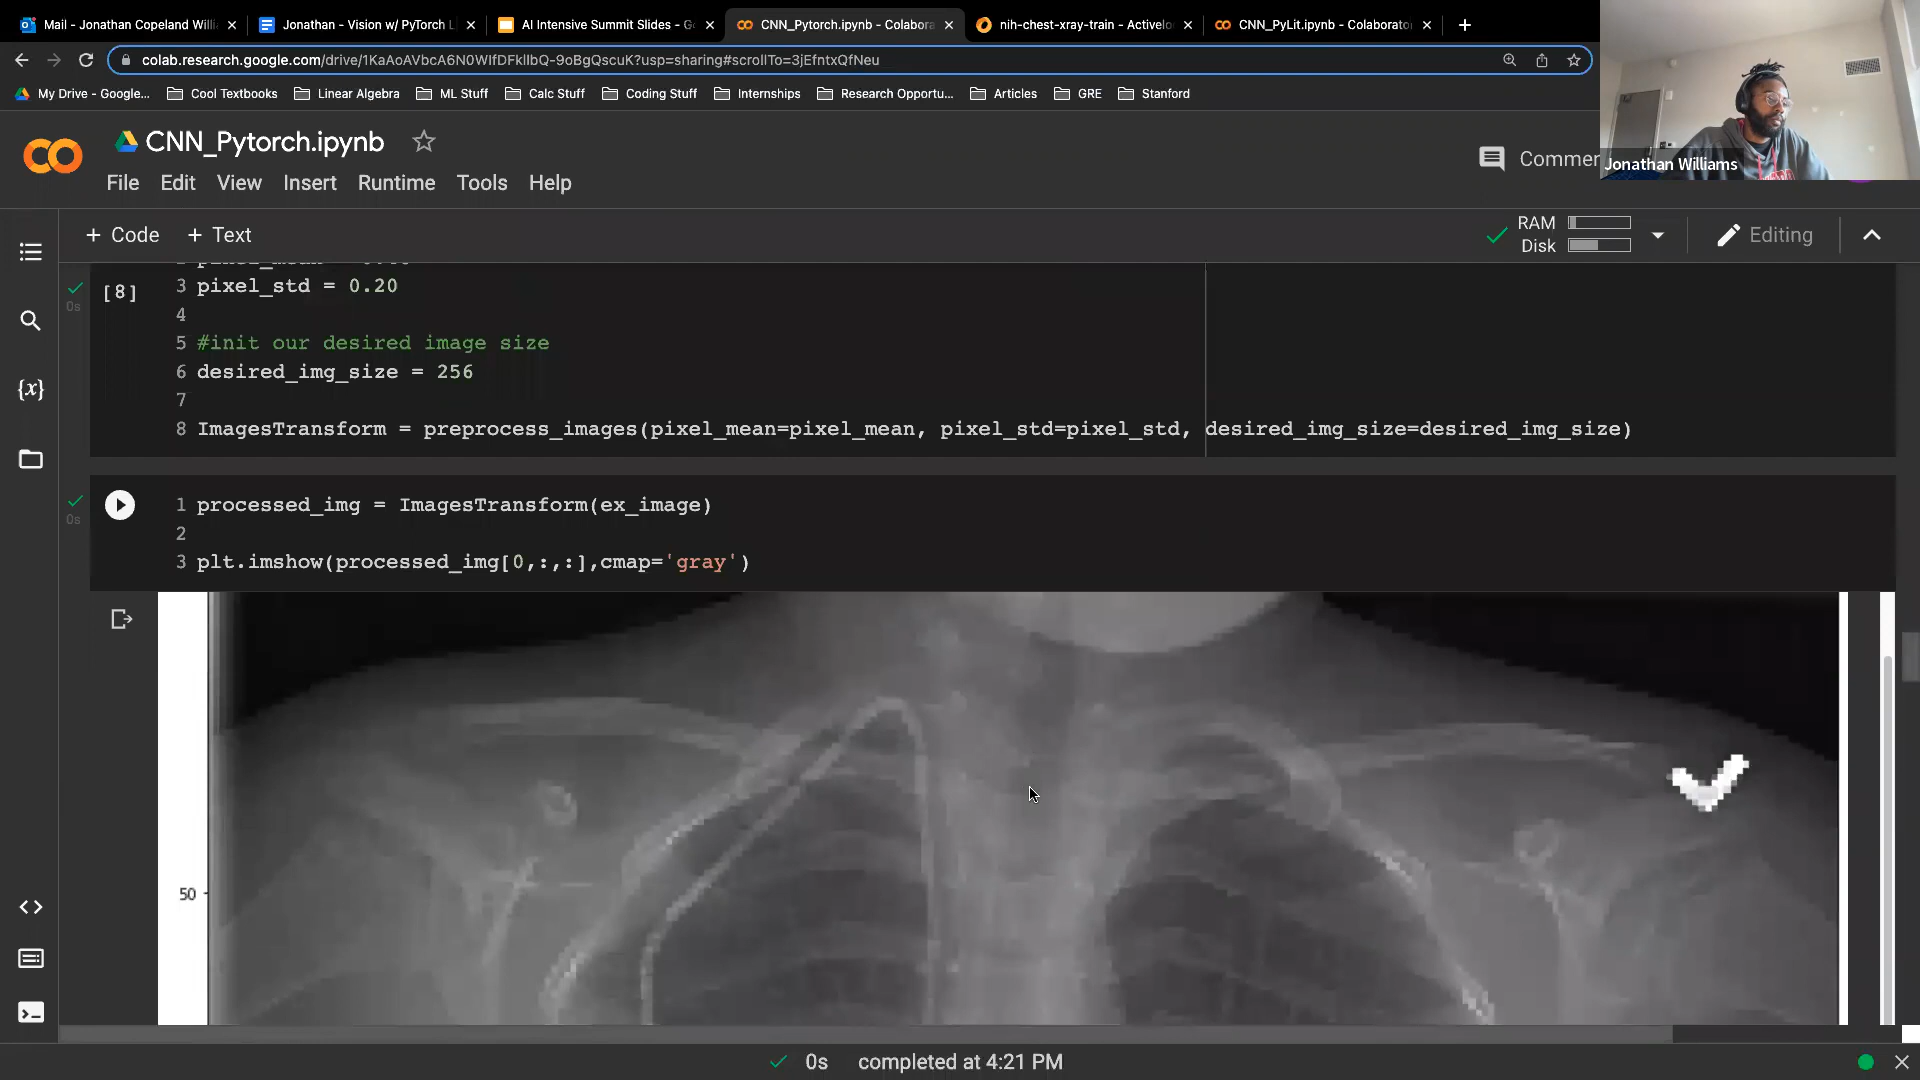 Mail - Jonathan Copeland Willi
Jonathan - Vision w/ PyTorch L
AI Intensive Summit Slides - G
CNN_Pytorch.ipynb - Colabora
nih-chest-xray-train - Activelo
CNN_PyLit.ipynb - Colaborato
colab.research.google.com/drive/1KaAoAVbcA6N0WIfDFkIlbQ-9oBgQscuK?usp=sharing#scrollTo=3jEfntxQfNeu
My Drive - Google...
Cool Textbooks
Linear Algebra
ML Stuff
Calc Stuff
Coding Stuff
Internships
Research Opportu...
Articles
GRE
Stanford
CNN_Pytorch.ipynb
Commer
Jonathan Williams
File Edit View Insert Runtime Tools Help
+ Code + Text
RAM
Disk
Editing
[8]
0s
3 pixel_std = 0.20
4
5 #init our desired image size
6 desired_img_size = 256
7
8 ImagesTransform = preprocess_images(pixel_mean=pixel_mean, pixel_std=pixel_std, desired_img_size=desired_img_size)
0s
1 processed_img = ImagesTransform(ex_image)
2
3 plt.imshow(processed_img[0,:,:],cmap='gray')
50
0s completed at 4:21 PM